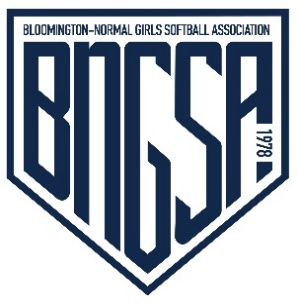 BLOOMINGTON-NORMAL GIRLS SOFTBALL ASSOCIATION
BNGSA
1978